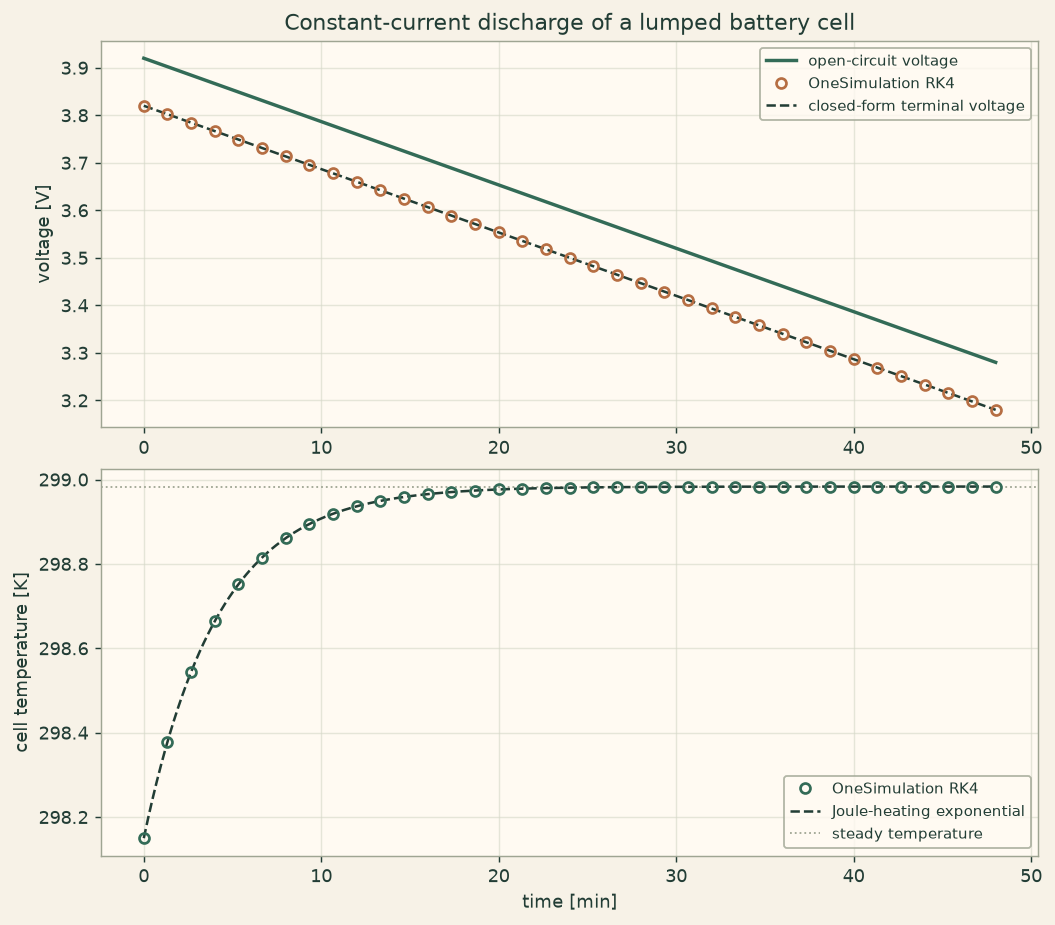 Constant-current discharge of a lumped battery cell
voltage [V]
3.9
3.8
3.7
3.6
3.5
3.4
3.3
3.2
open-circuit voltage
OneSimulation RK4
closed-form terminal voltage
0 10 20 30 40 50
cell temperature [K]
299.0
298.8
298.6
298.4
298.2
OneSimulation RK4
Joule-heating exponential
steady temperature
0 10 20 30 40 50
time [min]